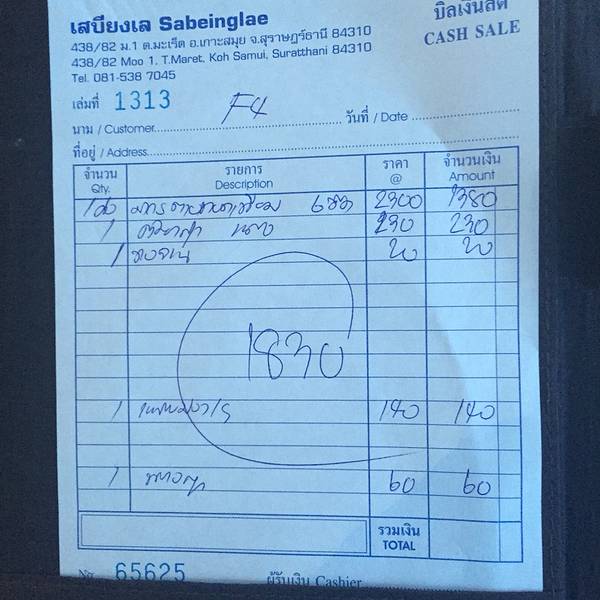 เสบียงเล Sabeinglae
บิลเงินสด
438/82 ม.1 ต.มะเร็ต อ.เกาะสมุย จ.สุราษฎร์ธานี 84310
CASH SALE
438/82 Moo 1, T.Maret, Koh Samui, Suratthani 84310
Tel. 081-538 7045
เล่มที่ 1313
F4
วันที่ / Date
นาม / Customer
ที่อยู่ / Address
จำนวน รายการ ราคา จำนวนเงิน
Qty. Description @ Amount
2300 1380
1 230 230
1 20 20
1830
1 140 140
1 60 60
รวมเงิน
TOTAL
No 65625 ผู้รับเงิน Cashier